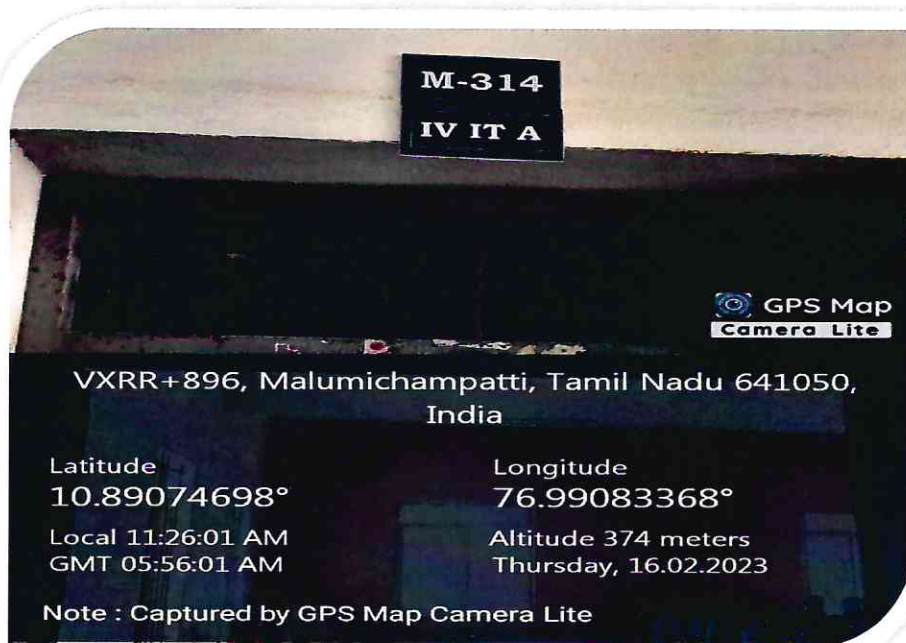 M-314
IV IT A
GPS Map
Camera Lite
VXRR+896, Malumichampatti, Tamil Nadu 641050,
India
Latitude
10.89074698°
Longitude
76.99083368°
Local 11:26:01 AM
GMT 05:56:01 AM
Altitude 374 meters
Thursday, 16.02.2023
Note : Captured by GPS Map Camera Lite